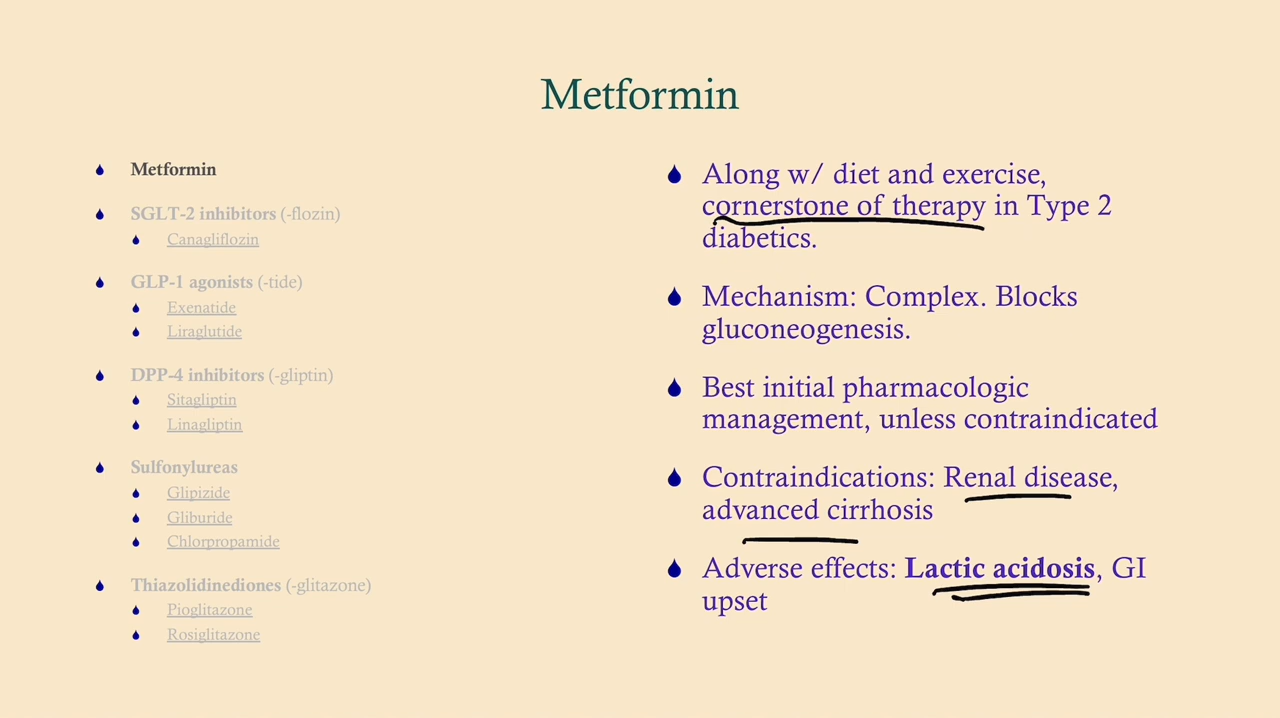 Metformin
Metformin
SGLT-2 inhibitors (-flozin)
Canagliflozin
GLP-1 agonists (-tide)
Exenatide
Liraglutide
DPP-4 inhibitors (-gliptin)
Sitagliptin
Linagliptin
Sulfonylureas
Glipizide
Gliburide
Chlorpropamide
Thiazolidinediones (-glitazone)
Pioglitazone
Rosiglitazone
Along w/ diet and exercise,
cornerstone of therapy in Type 2
diabetics.
Mechanism: Complex. Blocks
gluconeogenesis.
Best initial pharmacologic
management, unless contraindicated
Contraindications: Renal disease,
advanced cirrhosis
Adverse effects: Lactic acidosis, GI
upset